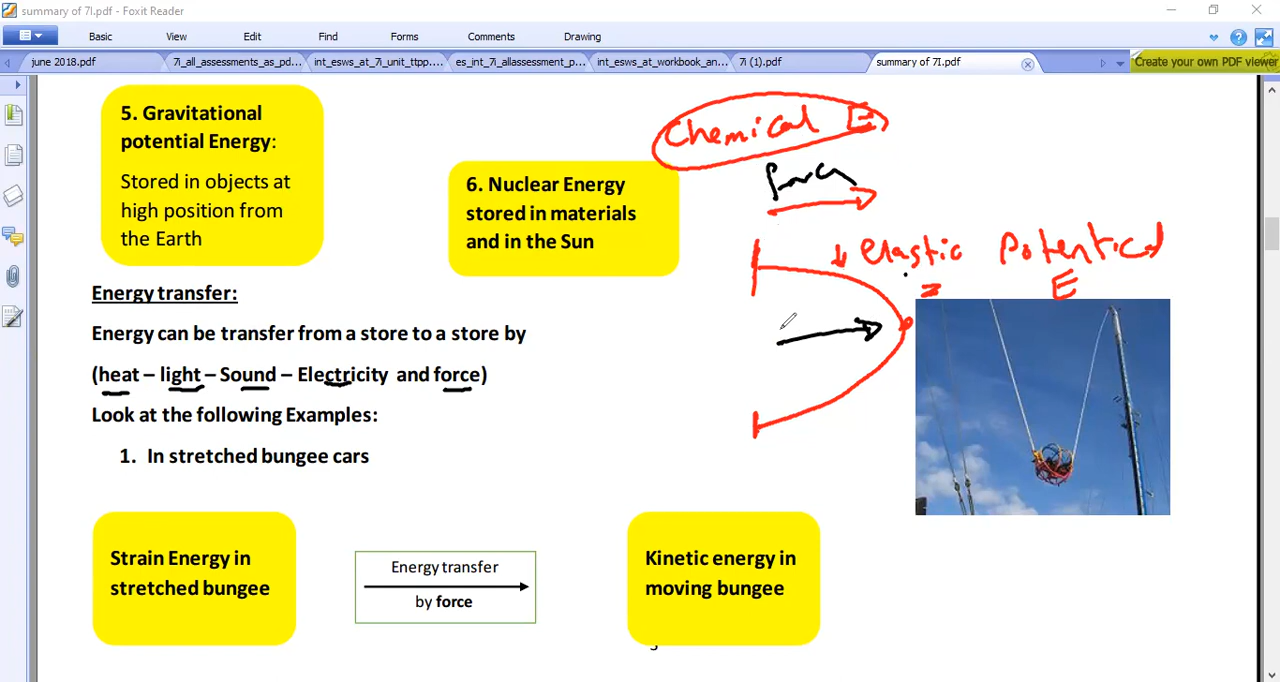 summary of 7I.pdf - Foxit Reader
Basic View Edit Find Forms Comments Drawing
june 2018.pdf 7i_all_assessments_as_pd... int_esws_at_7i_unit_ttpp.... es_int_7i_allassessment_p... int_esws_at_workbook_an... 7i (1).pdf summary of 7I.pdf Create your own PDF viewer
5. Gravitational
potential Energy:
Stored in objects at
high position from
the Earth
6. Nuclear Energy
stored in materials
and in the Sun
Chemical E
Elastic Potential
E
Energy transfer:
Energy can be transfer from a store to a store by
(heat – light – Sound – Electricity and force)
Look at the following Examples:
1. In stretched bungee cars
Strain Energy in
stretched bungee
Energy transfer
by force
Kinetic energy in
moving bungee